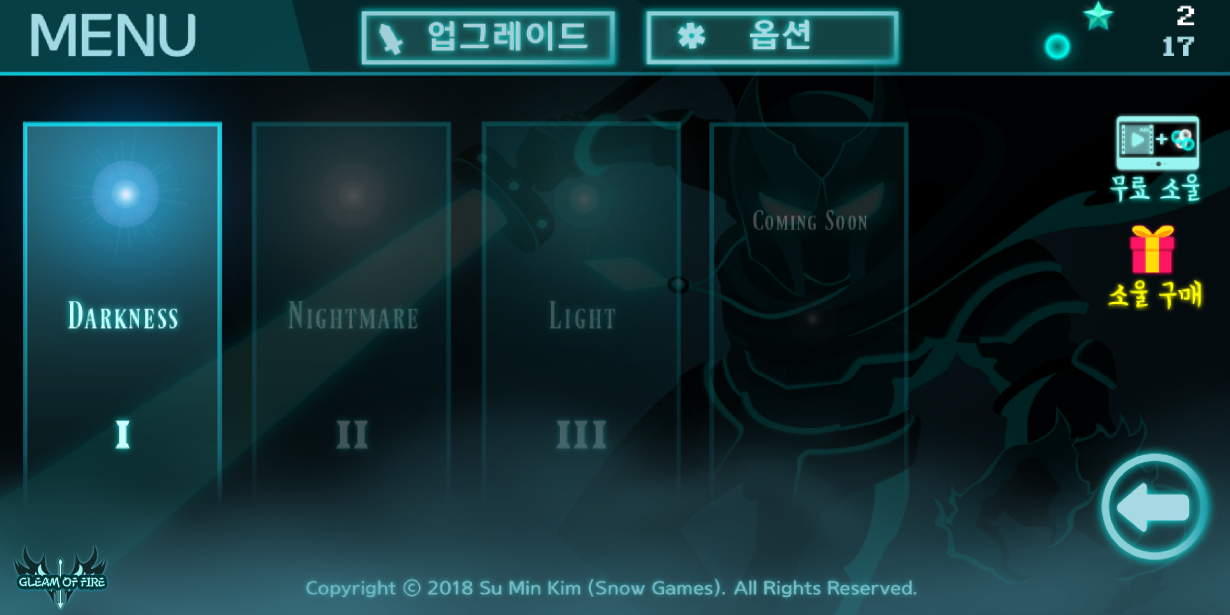 MENU
업그레이드
옵션
2
17
무료 소울
소울 구매
DARKNESS
I
NIGHTMARE
II
LIGHT
III
COMING SOON
GLEAM OF FIRE
Copyright © 2018 Su Min Kim (Snow Games). All Rights Reserved.